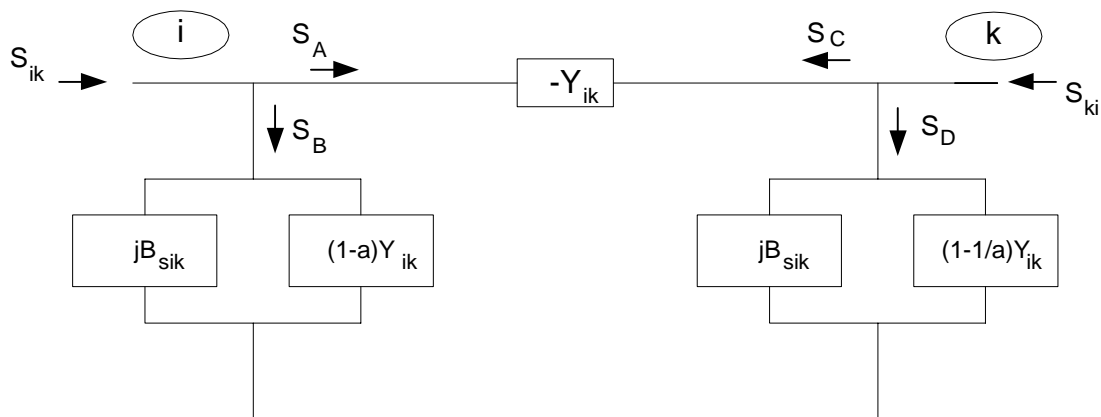 i
k
S_ik
S_A
S_C
S_ki
-Y_ik
S_B
S_D
jB_sik
(1-a)Y_ik
jB_sik
(1-1/a)Y_ik